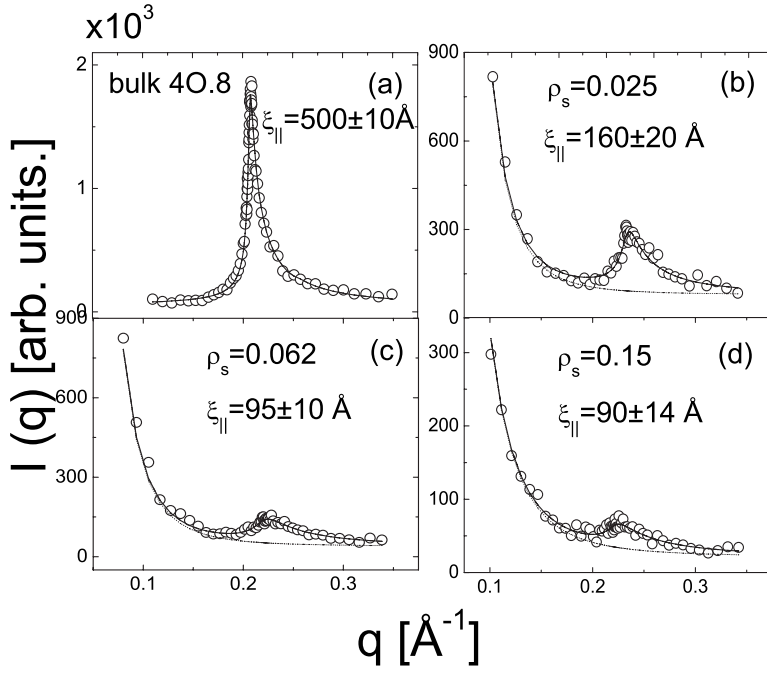 x10³
bulk 4O.8 (a)
ξ||=500±10Å
2
1
0
(b)
ρs=0.025
ξ||=160±20 Å
900
600
300
0
I (q) [arb. units.]
(c)
ρs=0.062
ξ||=95±10 Å
900
600
300
0
0.1 0.2 0.3
(d)
ρs=0.15
ξ||=90±14 Å
300
200
100
0
0.1 0.2 0.3
q [Å⁻¹]